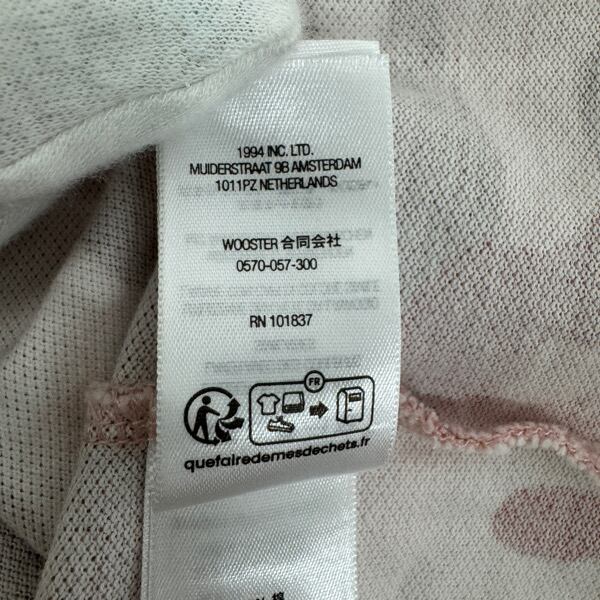 1994 INC. LTD.
MUIDERSTRAAT 9B AMSTERDAM
1011PZ NETHERLANDS
WOOSTER 合同会社
0570-057-300
RN 101837
FR
quefairedemesdechets.fr